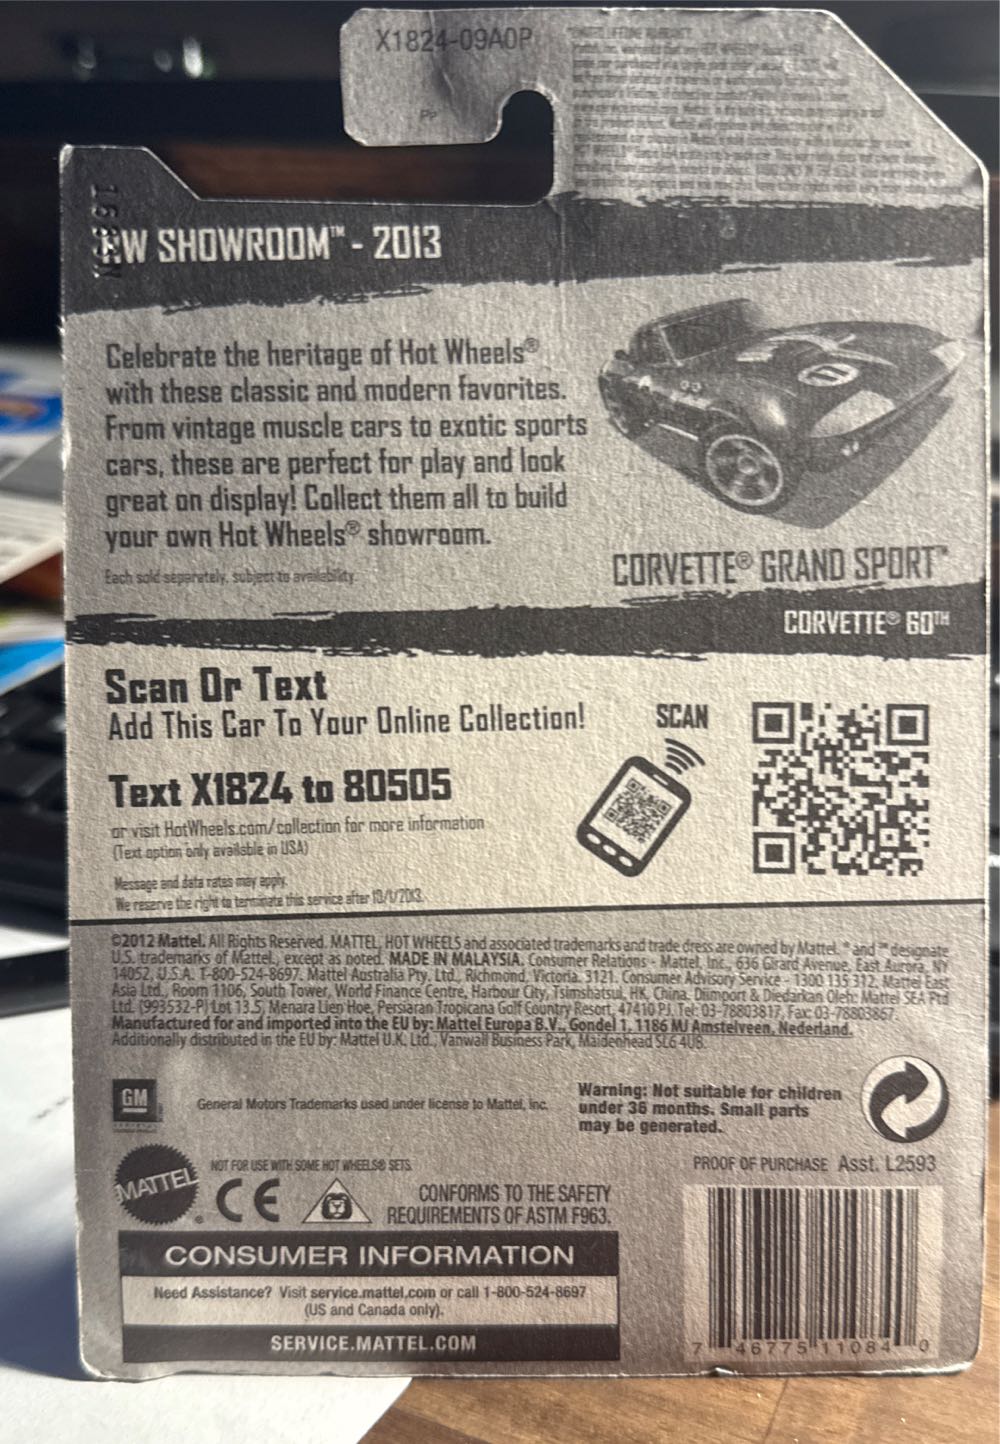 X1824-09A0P
LIMITED LIFETIME WARRANTY
Pp
HW SHOWROOM™ - 2013
Celebrate the heritage of Hot Wheels®
with these classic and modern favorites.
From vintage muscle cars to exotic sports
cars, these are perfect for play and look
great on display! Collect them all to build
your own Hot Wheels® showroom.
Each sold separately, subject to availability.
CORVETTE® GRAND SPORT™
CORVETTE® 60TH
Scan Or Text
Add This Car To Your Online Collection!
SCAN
Text X1824 to 80505
or visit HotWheels.com/collection for more information
(Text option only available in USA)
Message and data rates may apply.
We reserve the right to terminate this service after 10/1/2013.
©2012 Mattel. All Rights Reserved. MATTEL, HOT WHEELS and associated trademarks and trade dress are owned by Mattel. ® and ™ designate
U.S. trademarks of Mattel, except as noted. MADE IN MALAYSIA. Consumer Relations - Mattel, Inc., 636 Girard Avenue, East Aurora, NY
14052, U.S.A. T-800-524-8697. Mattel Australia Pty. Ltd., Richmond, Victoria. 3121. Consumer Advisory Service - 1300 135 312. Mattel East
Asia Ltd., Room 1106, South Tower, World Finance Centre, Harbour City, Tsimshatsui, HK, China. Diimport & Diedarkan Oleh: Mattel SEA Ptd
Ltd. (993532-P) Lot 13.5, Menara Lien Hoe, Persiaran Tropicana Golf Country Resort, 47410 PJ. Tel: 03-78803817, Fax: 03-78803867.
Manufactured for and imported into the EU by: Mattel Europa B.V., Gondel 1, 1186 MJ Amstelveen, Nederland.
Additionally distributed in the EU by: Mattel U.K. Ltd., Vanwall Business Park, Maidenhead SL6 4UB.
GM
General Motors Trademarks used under license to Mattel, Inc.
Warning: Not suitable for children
under 36 months. Small parts
may be generated.
MATTEL
NOT FOR USE WITH SOME HOT WHEELS® SETS.
CE
CONFORMS TO THE SAFETY
REQUIREMENTS OF ASTM F963.
PROOF OF PURCHASE Asst. L2593
CONSUMER INFORMATION
Need Assistance? Visit service.mattel.com or call 1-800-524-8697
(US and Canada only).
SERVICE.MATTEL.COM
7 46775 11084 0